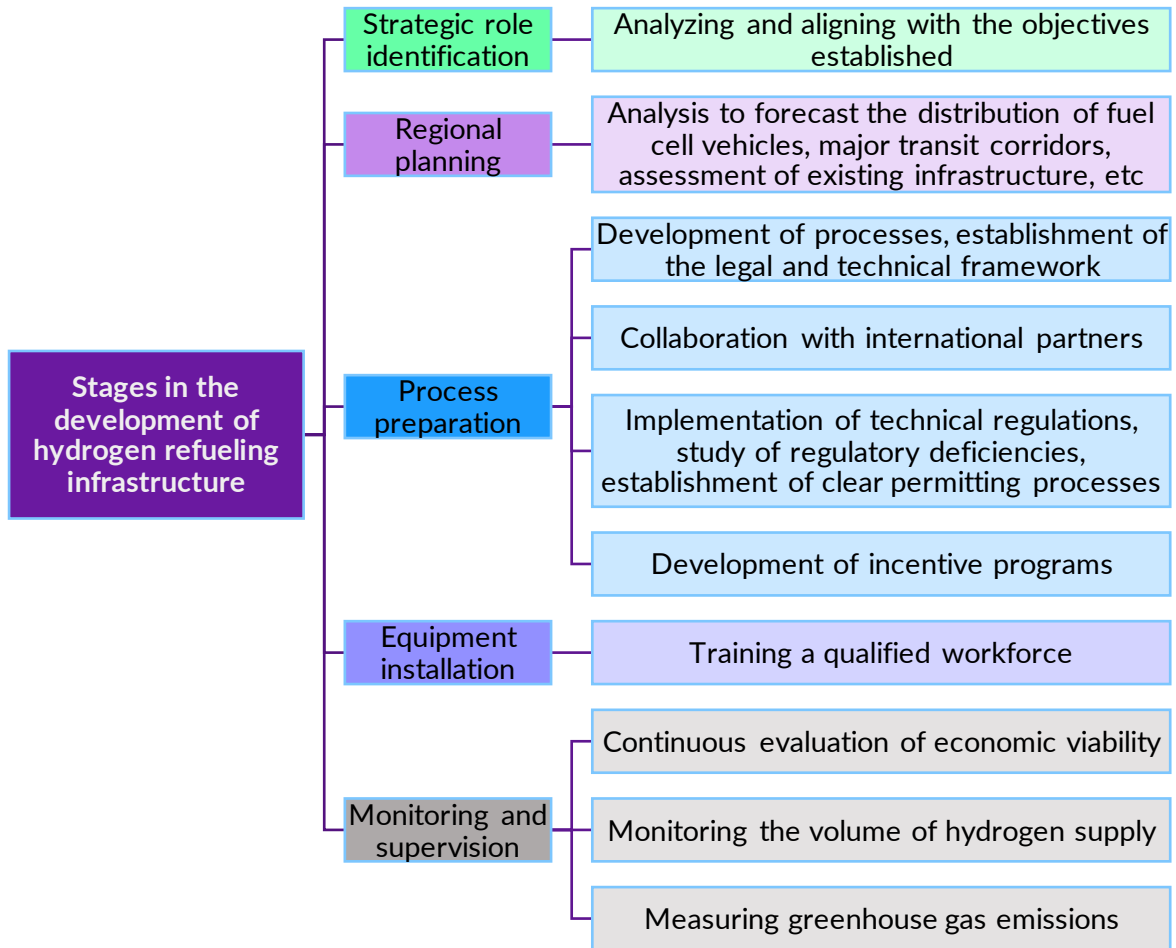 Stages in the
development of
hydrogen refueling
infrastructure
Strategic role
identification
Analyzing and aligning with the objectives
established
Regional
planning
Analysis to forecast the distribution of fuel
cell vehicles, major transit corridors,
assessment of existing infrastructure, etc
Process
preparation
Development of processes, establishment of
the legal and technical framework
Collaboration with international partners
Implementation of technical regulations,
study of regulatory deficiencies,
establishment of clear permitting processes
Development of incentive programs
Equipment
installation
Training a qualified workforce
Monitoring and
supervision
Continuous evaluation of economic viability
Monitoring the volume of hydrogen supply
Measuring greenhouse gas emissions